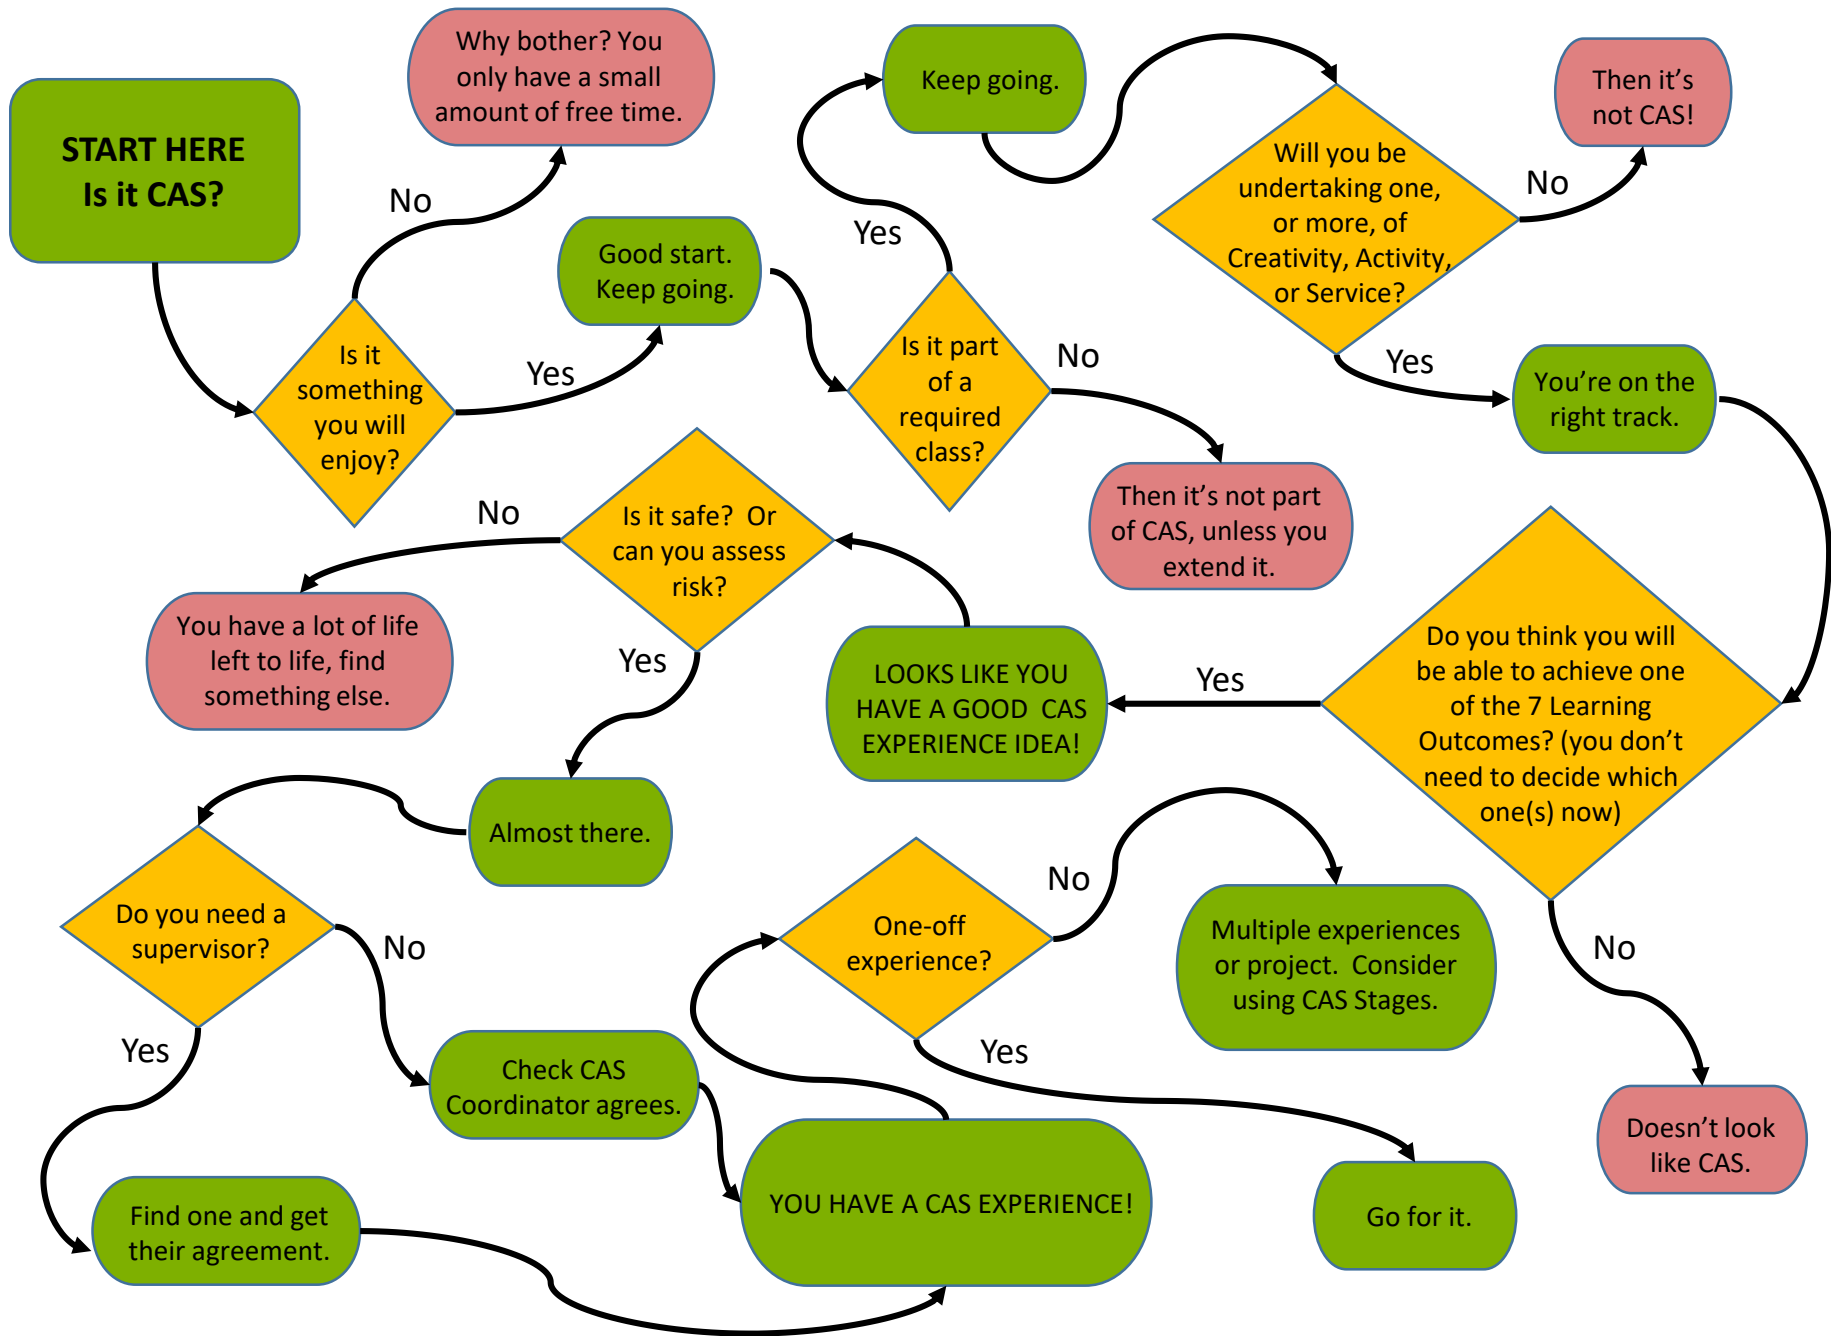 START HERE
Is it CAS?
Is it
something
you will
enjoy?
No
Why bother? You
only have a small
amount of free time.
Yes
Good start.
Keep going.
Is it part
of a
required
class?
Yes
Keep going.
No
Then it's not part
of CAS, unless you
extend it.
Will you be
undertaking one,
or more, of
Creativity, Activity,
or Service?
No
Then it's
not CAS!
Yes
You're on the
right track.
Do you think you will
be able to achieve one
of the 7 Learning
Outcomes? (you don't
need to decide which
one(s) now)
No
Doesn't look
like CAS.
Yes
LOOKS LIKE YOU
HAVE A GOOD  CAS
EXPERIENCE IDEA!
Is it safe?  Or
can you assess
risk?
No
You have a lot of life
left to life, find
something else.
Yes
Almost there.
Do you need a
supervisor?
No
Check CAS
Coordinator agrees.
Yes
Find one and get
their agreement.
YOU HAVE A CAS EXPERIENCE!
One-off
experience?
No
Multiple experiences
or project.  Consider
using CAS Stages.
Yes
Go for it.